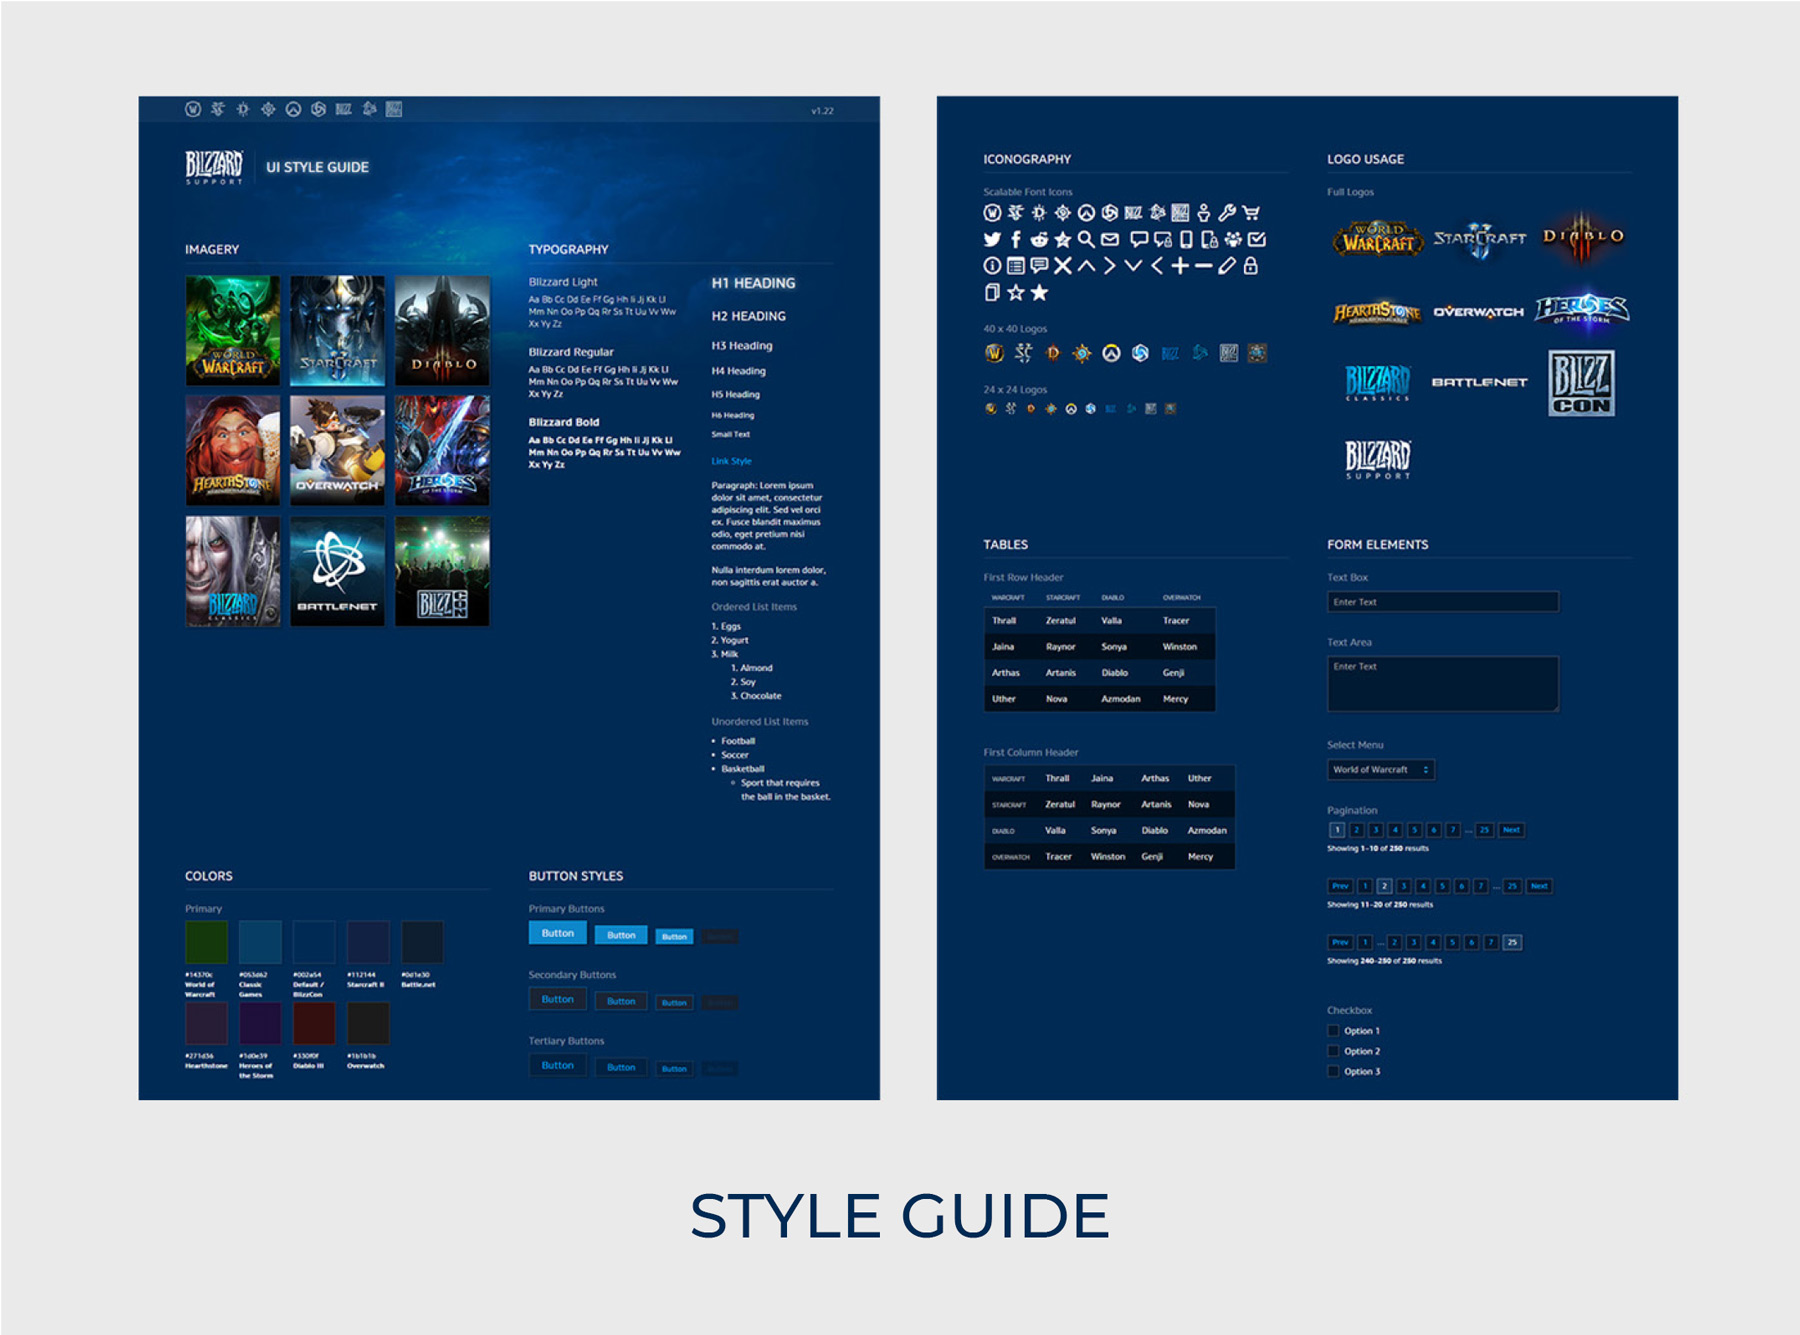 v1.22
BLIZZARD
SUPPORT
UI STYLE GUIDE
IMAGERY
WORLD
WARCRAFT
STARCRAFT
DIABLO
HEARTHSTONE
OVERWATCH
HEROES
OF THE STORM
BLIZZARD
CLASSICS
BATTLE.NET
BLIZZ
CON
TYPOGRAPHY
Blizzard Light
Aa Bb Cc Dd Ee Ff Gg Hh Ii Jj Kk Ll
Mm Nn Oo Pp Qq Rr Ss Tt Uu Vv Ww
Xx Yy Zz
Blizzard Regular
Aa Bb Cc Dd Ee Ff Gg Hh Ii Jj Kk Ll
Mm Nn Oo Pp Qq Rr Ss Tt Uu Vv Ww
Xx Yy Zz
Blizzard Bold
Aa Bb Cc Dd Ee Ff Gg Hh Ii Jj Kk Ll
Mm Nn Oo Pp Qq Rr Ss Tt Uu Vv Ww
Xx Yy Zz
H1 HEADING
H2 HEADING
H3 Heading
H4 Heading
H5 Heading
H6 Heading
Small Text
Link Style
Paragraph: Lorem ipsum
dolor sit amet, consectetur
adipiscing elit. Sed vel orci
ex. Fusce blandit maximus
odio, eget pretium nisi
commodo at.
Nulla interdum lorem dolor,
non sagittis erat auctor a.
Ordered List Items
1. Eggs
2. Yogurt
3. Milk
1. Almond
2. Soy
3. Chocolate
Unordered List Items
• Football
• Soccer
• Basketball
◦ Sport that requires
the ball in the basket.
COLORS
Primary
#14370c
World of
Warcraft
#053d62
Classic
Games
#002a54
Default /
BlizzCon
#112144
Starcraft II
#0d1e30
Battle.net
#271d36
Hearthstone
#1d0e39
Heroes of
the Storm
#330f0f
Diablo III
#1b1b1b
Overwatch
BUTTON STYLES
Primary Buttons
Button Button Button
Secondary Buttons
Button Button Button
Tertiary Buttons
Button Button Button
ICONOGRAPHY
Scalable Font Icons
40 x 40 Logos
24 x 24 Logos
LOGO USAGE
Full Logos
WORLD
WARCRAFT
STARCRAFT
DIABLO
HEARTHSTONE
OVERWATCH
HEROES
OF THE STORM
BLIZZARD
CLASSICS
BATTLE.NET
BLIZZ
CON
BLIZZARD
SUPPORT
TABLES
First Row Header
WARCRAFT STARCRAFT DIABLO OVERWATCH
Thrall Zeratul Valla Tracer
Jaina Raynor Sonya Winston
Arthas Artanis Diablo Genji
Uther Nova Azmodan Mercy
First Column Header
WARCRAFT Thrall Jaina Arthas Uther
STARCRAFT Zeratul Raynor Artanis Nova
DIABLO Valla Sonya Diablo Azmodan
OVERWATCH Tracer Winston Genji Mercy
FORM ELEMENTS
Text Box
Enter Text
Text Area
Enter Text
Select Menu
World of Warcraft
Pagination
1 2 3 4 5 6 7 ... 25 Next
Showing 1–10 of 250 results
Prev 1 2 3 4 5 6 7 ... 25 Next
Showing 11–20 of 250 results
Prev 1 ... 2 3 4 5 6 7 25
Showing 240–250 of 250 results
Checkbox
Option 1
Option 2
Option 3
STYLE GUIDE